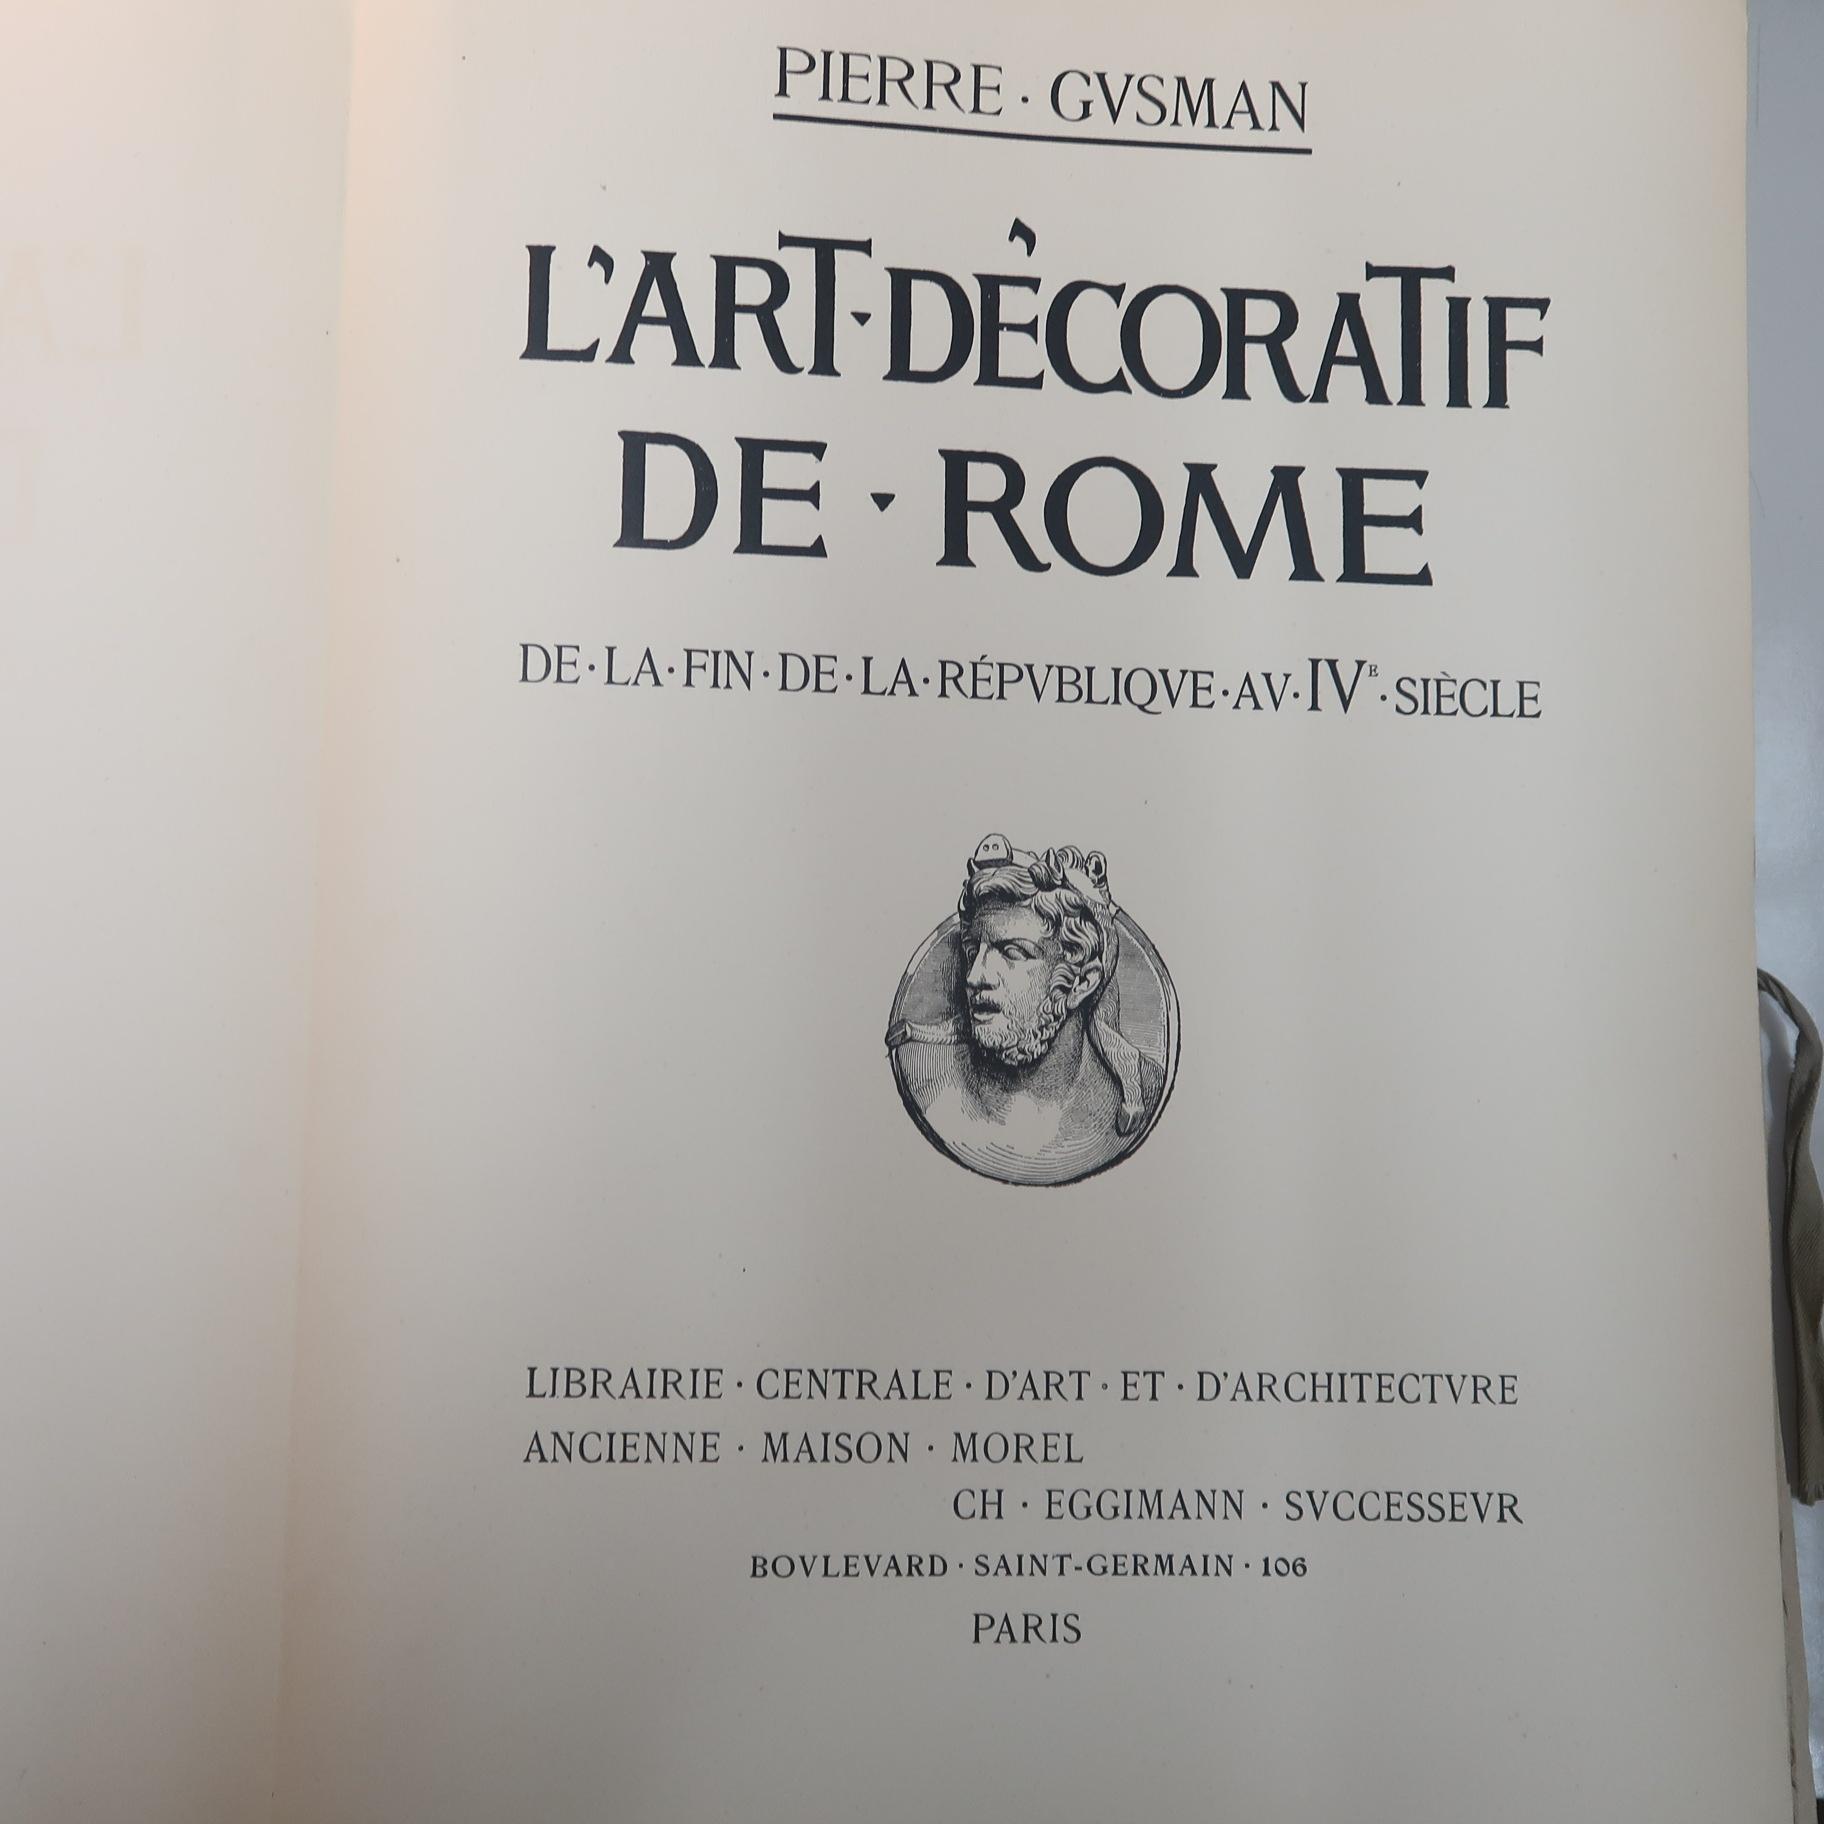 PIERRE · GVSMAN
L'ART · DÉCORATIF
DE · ROME
DE · LA · FIN · DE · LA · RÉPVBLIQVE · AV · IVᴱ · SIÈCLE
LIBRAIRIE · CENTRALE · D'ART · ET · D'ARCHITECTVRE
ANCIENNE · MAISON · MOREL
CH · EGGIMANN · SVCCESSEVR
BOVLEVARD · SAINT-GERMAIN · 106
PARIS